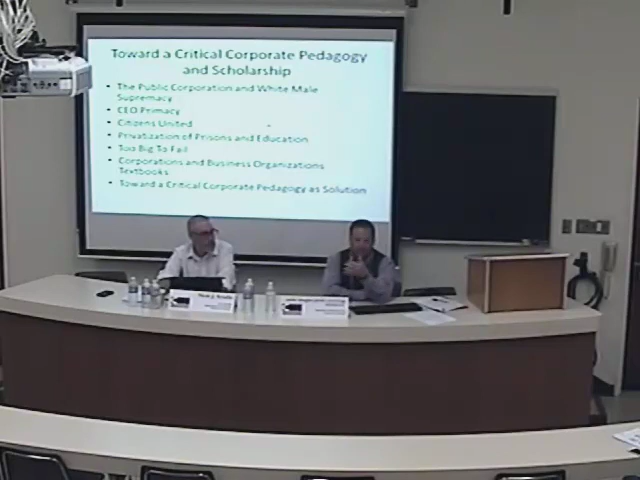 Toward a Critical Corporate Pedagogy
and Scholarship
• The Public Corporation and White Male
Supremacy
• CEO Primacy
• Citizens United
• Privatization of Prisons and Education
• Too Big To Fail
• Corporations and Business Organizations
Textbooks
• Toward a Critical Corporate Pedagogy as Solution